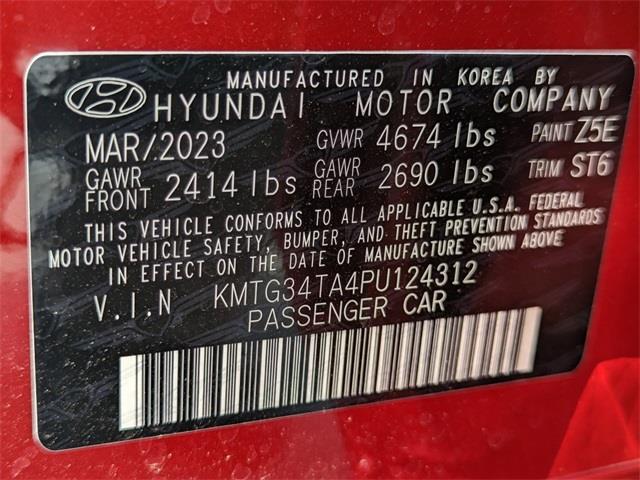 MANUFACTURED IN KOREA BY
HYUNDAI MOTOR COMPANY
MAR/2023 GVWR 4674 lbs PAINT Z5E
GAWR FRONT 2414 lbs GAWR REAR 2690 lbs TRIM ST6
THIS VEHICLE CONFORMS TO ALL APPLICABLE U.S.A. FEDERAL
MOTOR VEHICLE SAFETY, BUMPER, AND THEFT PREVENTION STANDARDS
IN EFFECT ON THE DATE OF MANUFACTURE SHOWN ABOVE
V.I.N KMTG34TA4PU124312
PASSENGER CAR